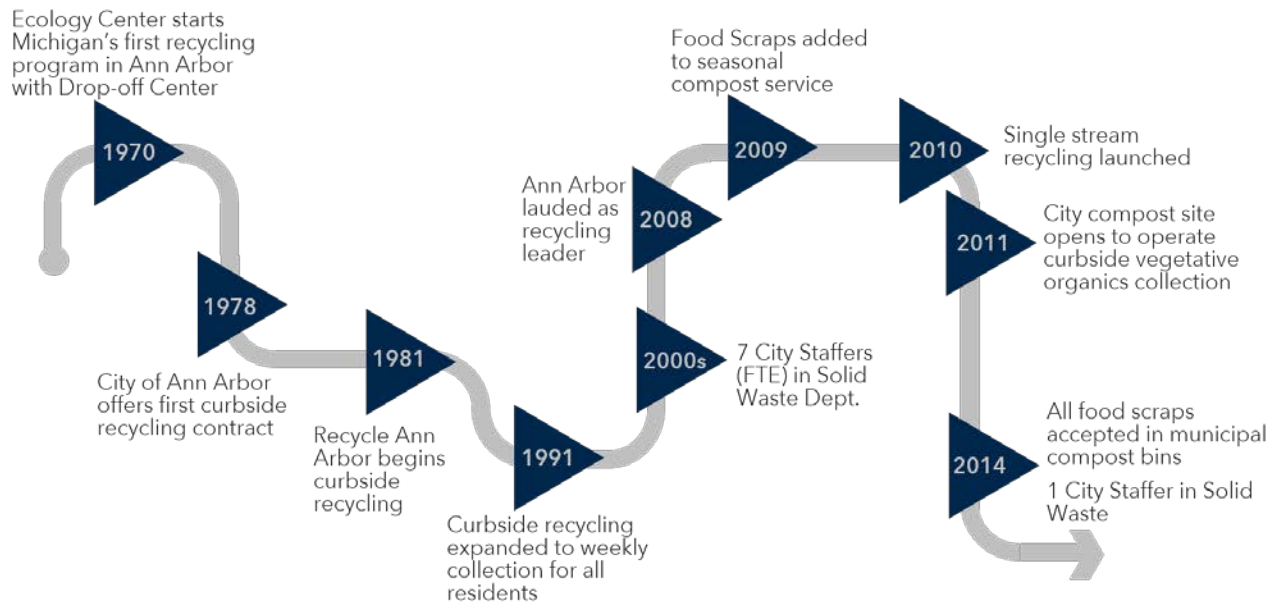 Ecology Center starts
Michigan's first recycling
program in Ann Arbor
with Drop-off Center
1970
1978
City of Ann Arbor
offers first curbside
recycling contract
1981
Recycle Ann
Arbor begins
curbside
recycling
1991
Curbside recycling
expanded to weekly
collection for all
residents
2000s
7 City Staffers
(FTE) in Solid
Waste Dept.
Ann Arbor
lauded as
recycling
leader
2008
Food Scraps added
to seasonal
compost service
2009
2010
Single stream
recycling launched
2011
City compost site
opens to operate
curbside vegetative
organics collection
2014
All food scraps
accepted in municipal
compost bins
1 City Staffer in Solid
Waste